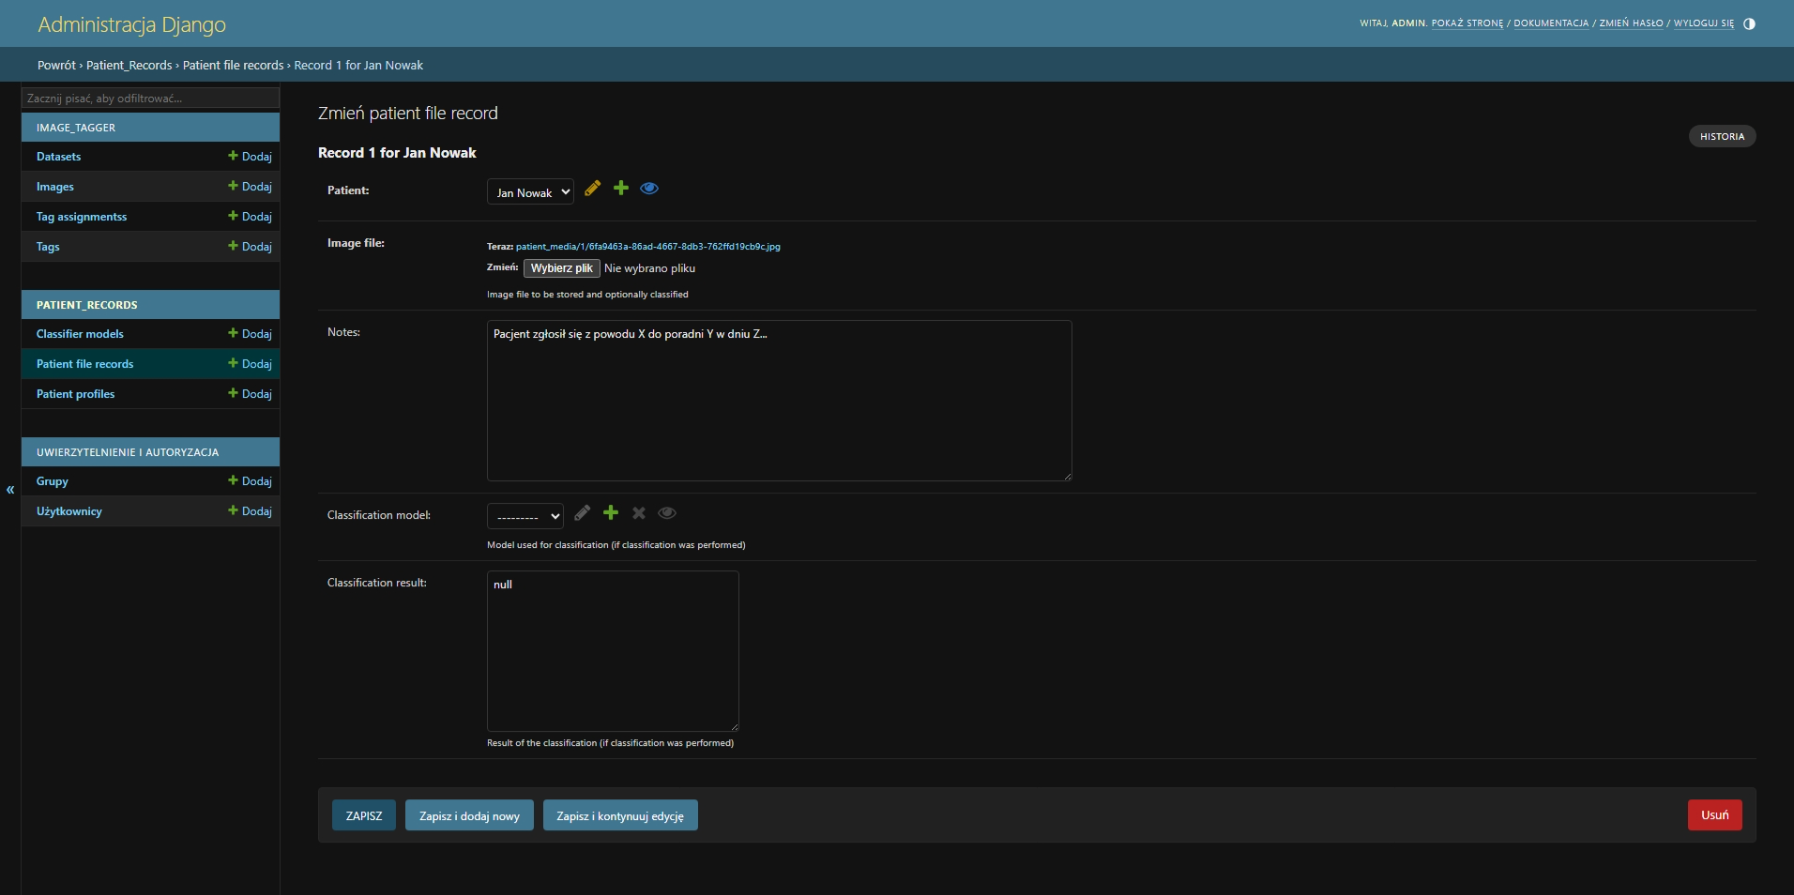 Administracja Django
WITAJ, ADMIN. POKAŻ STRONĘ / DOKUMENTACJA / ZMIEŃ HASŁO / WYLOGUJ SIĘ
Powrót › Patient_Records › Patient file records › Record 1 for Jan Nowak
Zacznij pisać, aby odfiltrować...
IMAGE_TAGGER
Datasets + Dodaj
Images + Dodaj
Tag assignmentss + Dodaj
Tags + Dodaj
PATIENT_RECORDS
Classifier models + Dodaj
Patient file records + Dodaj
Patient profiles + Dodaj
UWIERZYTELNIENIE I AUTORYZACJA
Grupy + Dodaj
Użytkownicy + Dodaj
«
Zmień patient file record
HISTORIA
Record 1 for Jan Nowak
Patient: Jan Nowak
Image file: Teraz: patient_media/1/6fa9463a-86ad-4667-8db3-762ffd19cb9c.jpg
Zmień: Wybierz plik Nie wybrano pliku
Image file to be stored and optionally classified
Notes: Pacjent zgłosił się z powodu X do poradni Y w dniu Z...
Classification model: ---------
Model used for classification (if classification was performed)
Classification result: null
Result of the classification (if classification was performed)
ZAPISZ Zapisz i dodaj nowy Zapisz i kontynuuj edycję Usuń